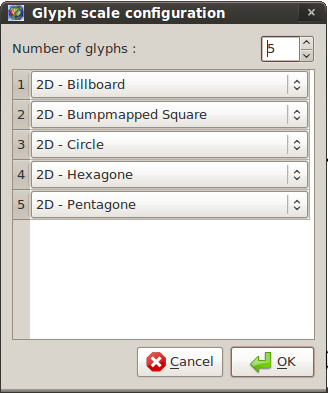 Glyph scale configuration
Number of glyphs : 5
1 2D - Billboard
2 2D - Bumpmapped Square
3 2D - Circle
4 2D - Hexagone
5 2D - Pentagone
Cancel OK